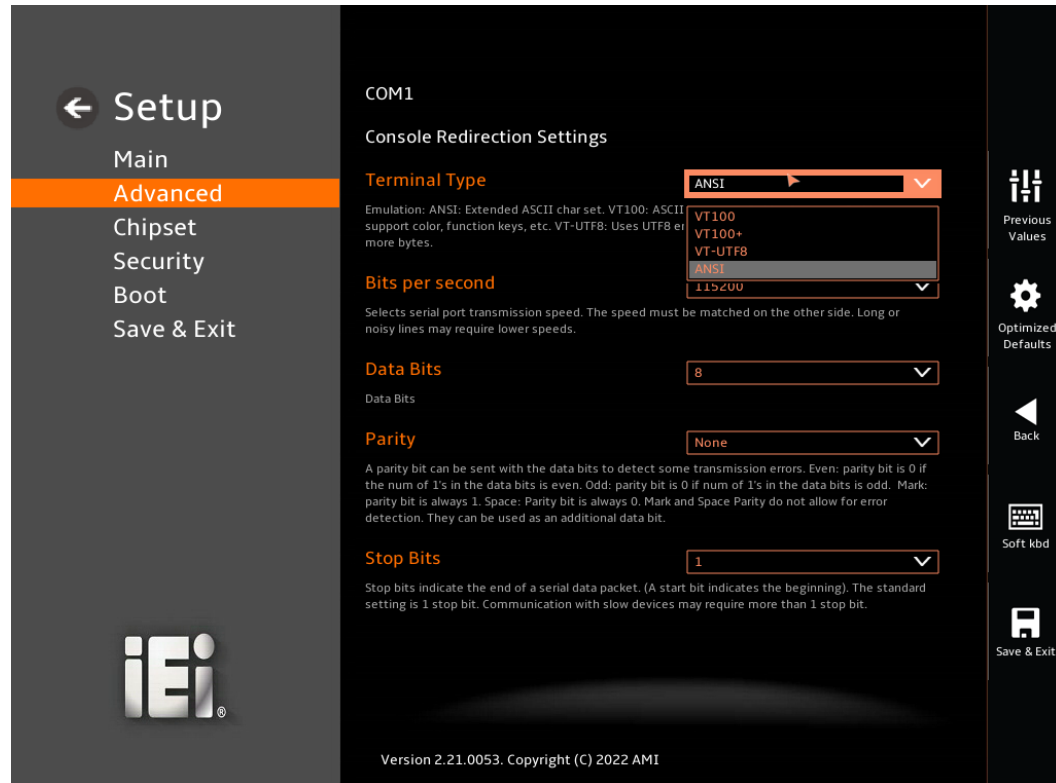 Setup
Main
Advanced
Chipset
Security
Boot
Save & Exit
iEi®
COM1
Console Redirection Settings
Terminal Type
ANSI
Emulation: ANSI: Extended ASCII char set. VT100: ASCII
support color, function keys, etc. VT-UTF8: Uses UTF8
more bytes.
VT100
VT100+
VT-UTF8
ANSI
Bits per second
115200
Selects serial port transmission speed. The speed must be matched on the other side. Long or
noisy lines may require lower speeds.
Data Bits
8
Data Bits
Parity
None
A parity bit can be sent with the data bits to detect some transmission errors. Even: parity bit is 0 if
the num of 1's in the data bits is even. Odd: parity bit is 0 if num of 1's in the data bits is odd. Mark:
parity bit is always 1. Space: Parity bit is always 0. Mark and Space Parity do not allow for error
detection. They can be used as an additional data bit.
Stop Bits
1
Stop bits indicate the end of a serial data packet. (A start bit indicates the beginning). The standard
setting is 1 stop bit. Communication with slow devices may require more than 1 stop bit.
Version 2.21.0053. Copyright (C) 2022 AMI
Previous
Values
Optimized
Defaults
Back
Soft kbd
Save & Exit